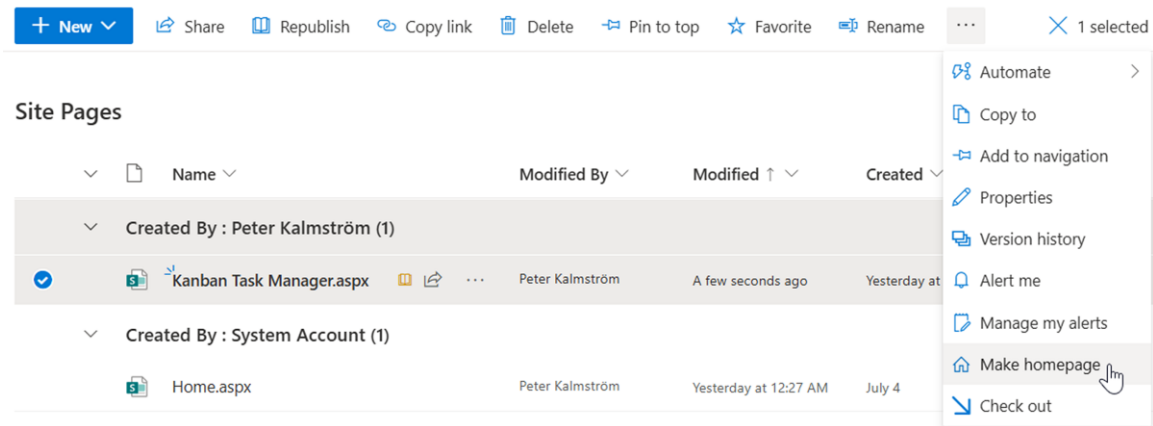 New Share Republish Copy link Delete Pin to top Favorite Rename ... 1 selected
Automate
Copy to
Site Pages
Add to navigation
Name Modified By Modified ↑ Created
Properties
Created By : Peter Kalmström (1)
Version history
Kanban Task Manager.aspx ... Peter Kalmström A few seconds ago Yesterday at
Alert me
Manage my alerts
Created By : System Account (1)
Make homepage
Home.aspx Peter Kalmström Yesterday at 12:27 AM July 4
Check out